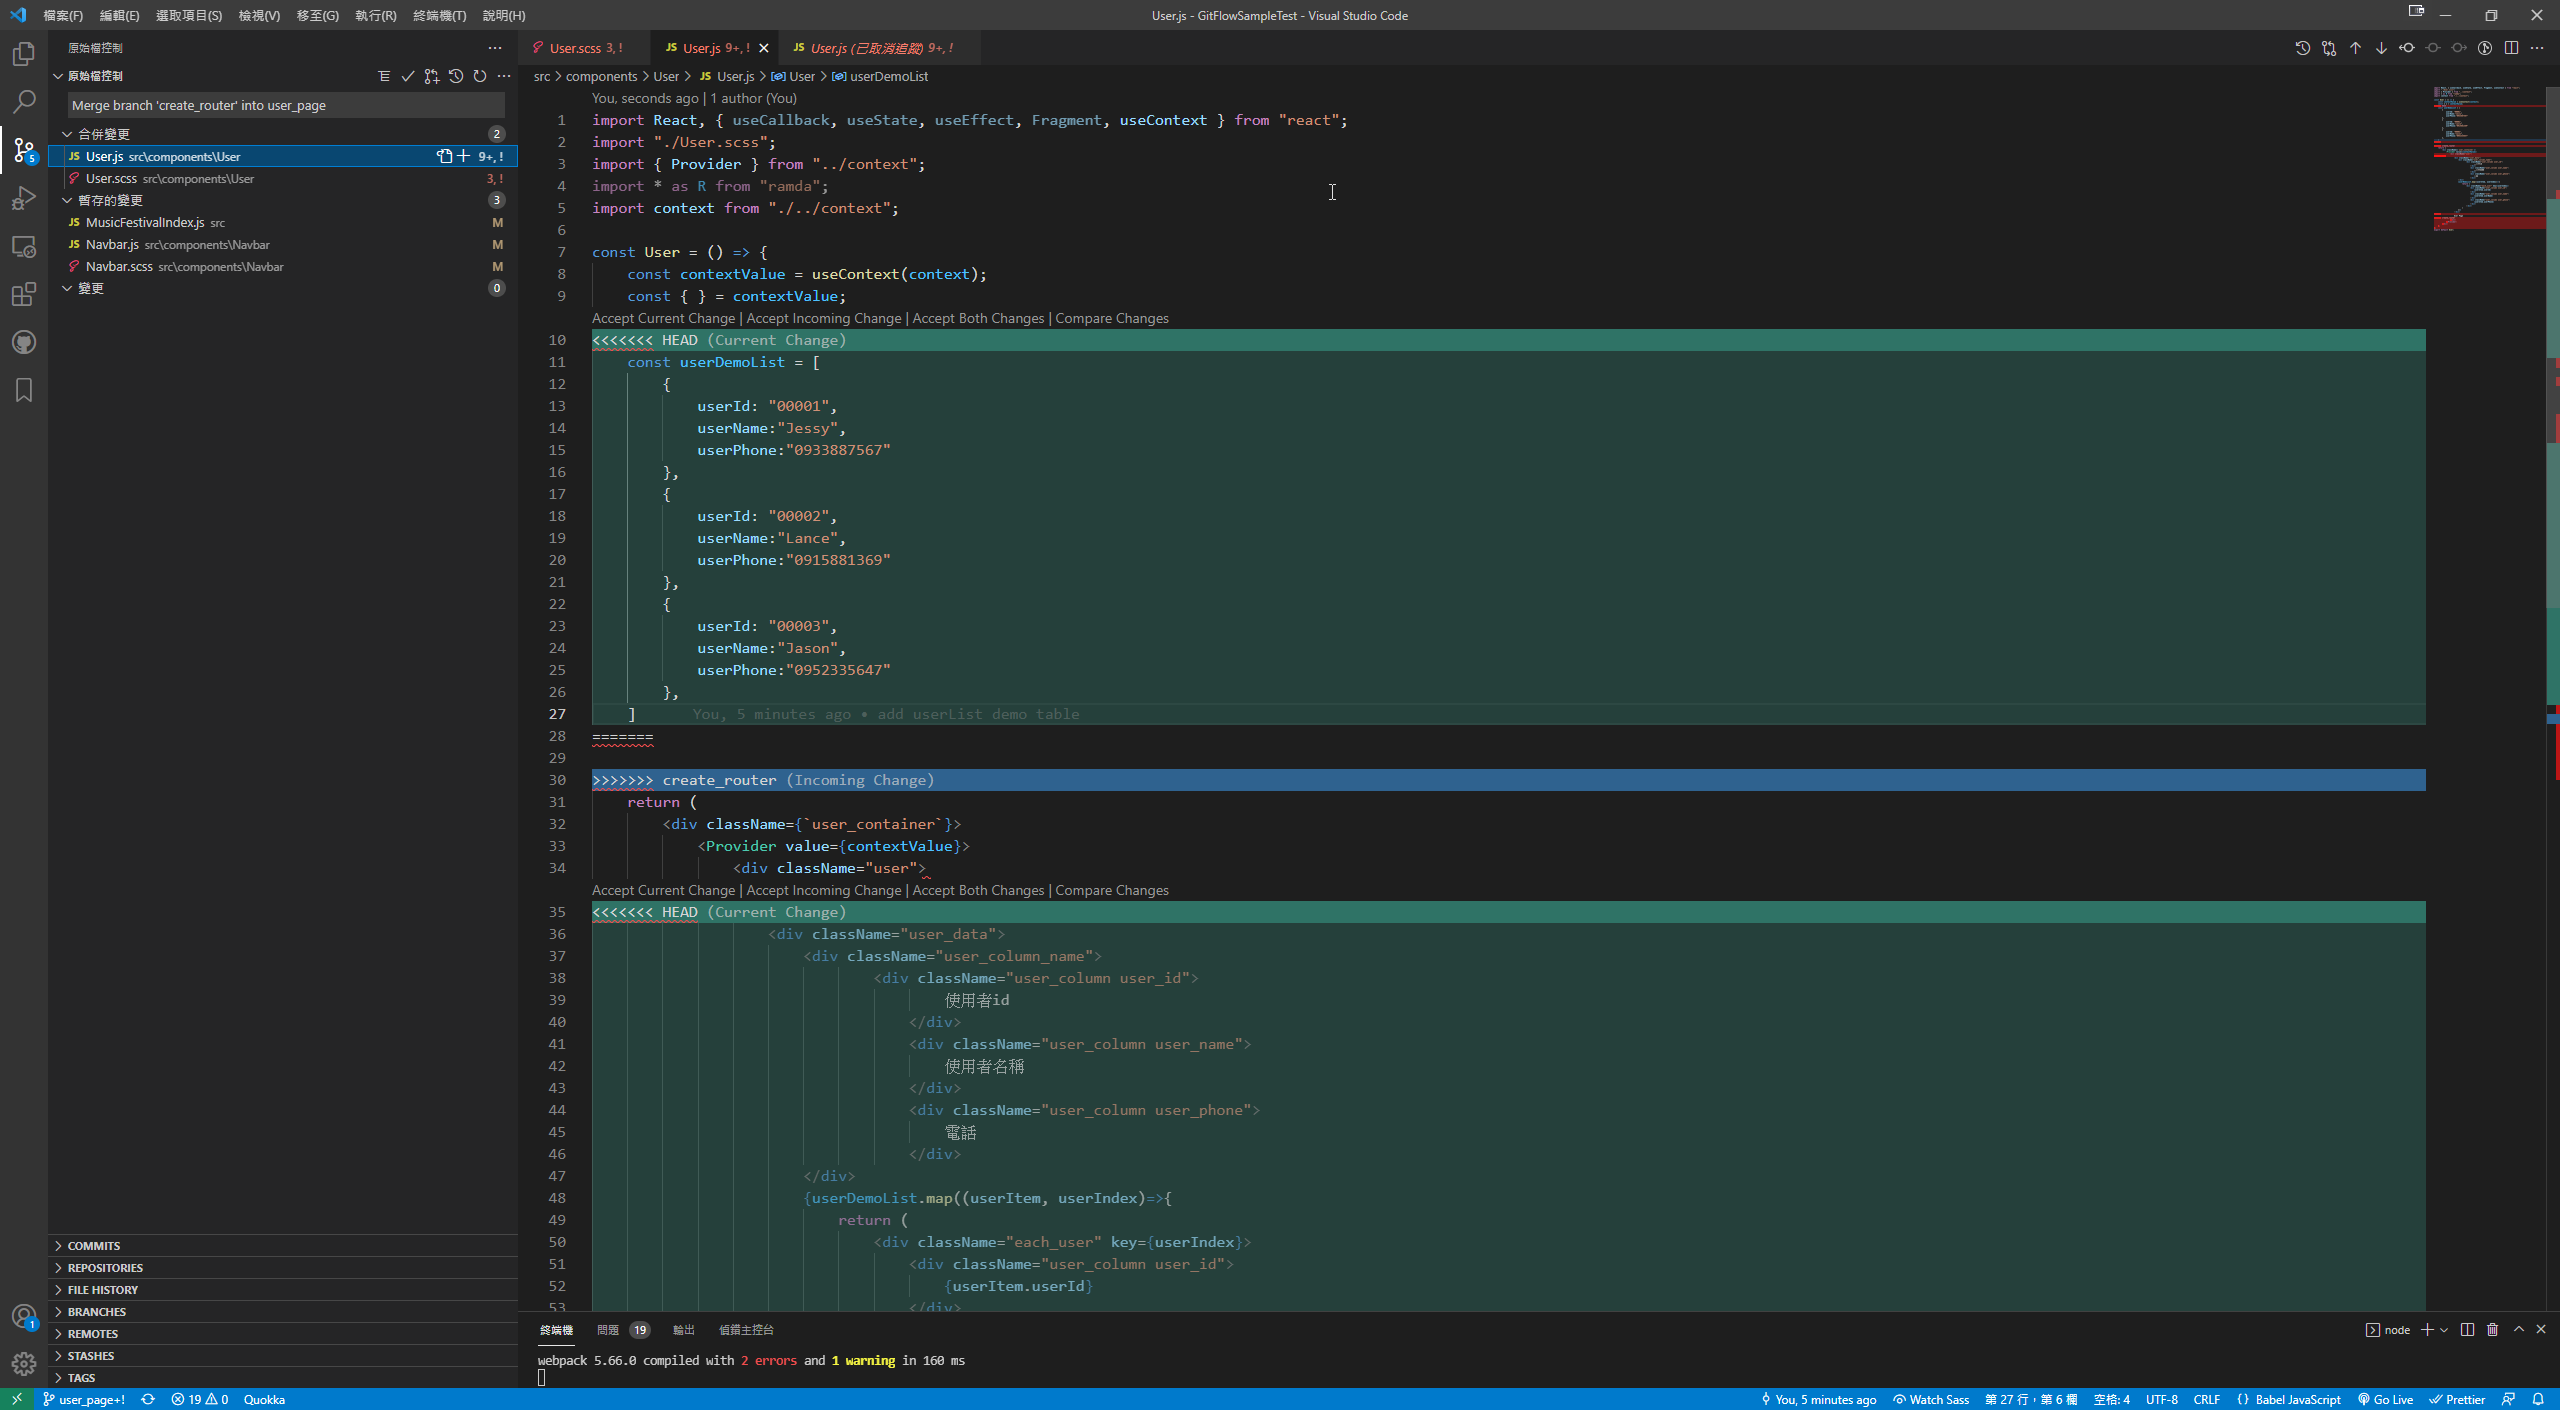 檔案(F) 編輯(E) 選取項目(S) 檢視(V) 移至(G) 執行(R) 終端機(T) 說明(H)
User.js - GitFlowSampleTest - Visual Studio Code
原始檔控制
原始檔控制
Merge branch 'create_router' into user_page
合併變更 2
User.js src\components\User 9+, !
User.scss src\components\User 3, !
暫存的變更 3
MusicFestivalIndex.js src M
Navbar.js src\components\Navbar M
Navbar.scss src\components\Navbar M
變更 0
5
COMMITS
REPOSITORIES
FILE HISTORY
BRANCHES
REMOTES
STASHES
TAGS
1
User.scss 3, !
JS User.js 9+, !
JS User.js (已取消追蹤) 9+, !
src > components > User > JS User.js > User > userDemoList
You, seconds ago | 1 author (You)
1 import React, { useCallback, useState, useEffect, Fragment, useContext } from "react";
2 import "./User.scss";
3 import { Provider } from "../context";
4 import * as R from "ramda";
5 import context from "./../context";
6
7 const User = () => {
8 const contextValue = useContext(context);
9 const { } = contextValue;
Accept Current Change | Accept Incoming Change | Accept Both Changes | Compare Changes
10 <<<<<<< HEAD (Current Change)
11 const userDemoList = [
12 {
13 userId: "00001",
14 userName:"Jessy",
15 userPhone:"0933887567"
16 },
17 {
18 userId: "00002",
19 userName:"Lance",
20 userPhone:"0915881369"
21 },
22 {
23 userId: "00003",
24 userName:"Jason",
25 userPhone:"0952335647"
26 },
27 ] You, 5 minutes ago • add userList demo table
28 =======
29
30 >>>>>>> create_router (Incoming Change)
31 return (
32 <div className={`user_container`}>
33 <Provider value={contextValue}>
34 <div className="user">
Accept Current Change | Accept Incoming Change | Accept Both Changes | Compare Changes
35 <<<<<<< HEAD (Current Change)
36 <div className="user_data">
37 <div className="user_column_name">
38 <div className="user_column user_id">
39 使用者id
40 </div>
41 <div className="user_column user_name">
42 使用者名稱
43 </div>
44 <div className="user_column user_phone">
45 電話
46 </div>
47 </div>
48 {userDemoList.map((userItem, userIndex)=>{
49 return (
50 <div className="each_user" key={userIndex}>
51 <div className="user_column user_id">
52 {userItem.userId}
53 </div>
終端機 問題 19 輸出 偵錯主控台
node
webpack 5.66.0 compiled with 2 errors and 1 warning in 160 ms
user_page+! 19 0 Quokka
You, 5 minutes ago Watch Sass 第 27 行，第 6 欄 空格: 4 UTF-8 CRLF {} Babel JavaScript Go Live Prettier